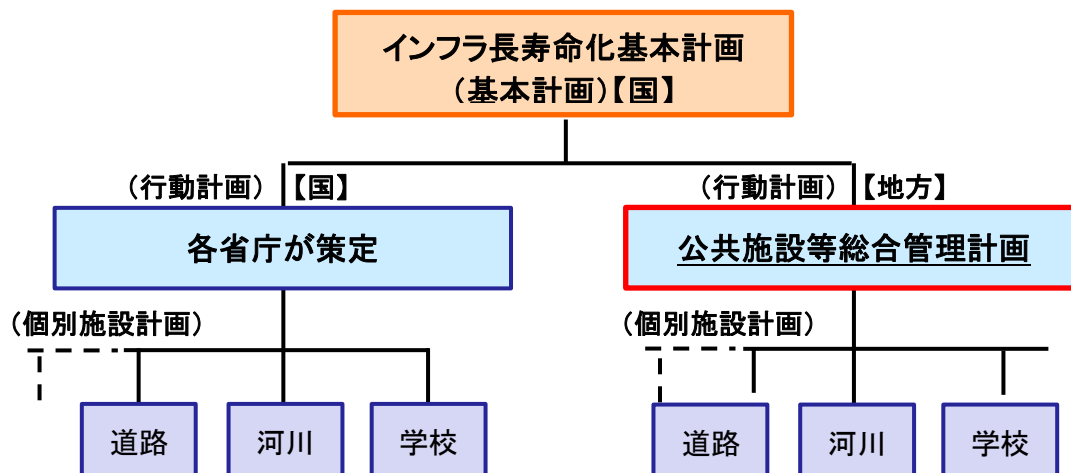 インフラ長寿命化基本計画
(基本計画)【国】
(行動計画)【国】
(行動計画)【地方】
各省庁が策定
公共施設等総合管理計画
(個別施設計画)
(個別施設計画)
道路
河川
学校
道路
河川
学校